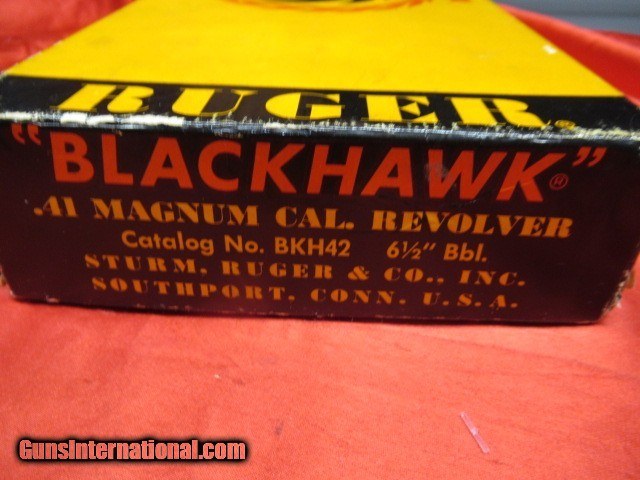 RUGER®
"BLACKHAWK"®
.41 MAGNUM CAL. REVOLVER
Catalog No. BKH42 6½" Bbl.
STURM, RUGER & CO., INC.
SOUTHPORT, CONN. U.S.A.
GunsInternational.com